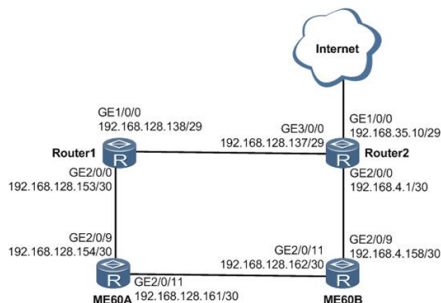 Internet
GE1/0/0
192.168.128.138/29
GE3/0/0
192.168.128.137/29
GE1/0/0
192.168.35.10/29
Router1
R
R
Router2
GE2/0/0
192.168.128.153/30
GE2/0/0
192.168.4.1/30
GE2/0/9
192.168.128.154/30
GE2/0/11
192.168.128.162/30
GE2/0/9
192.168.4.158/30
R
R
GE2/0/11
192.168.128.161/30
ME60A
ME60B